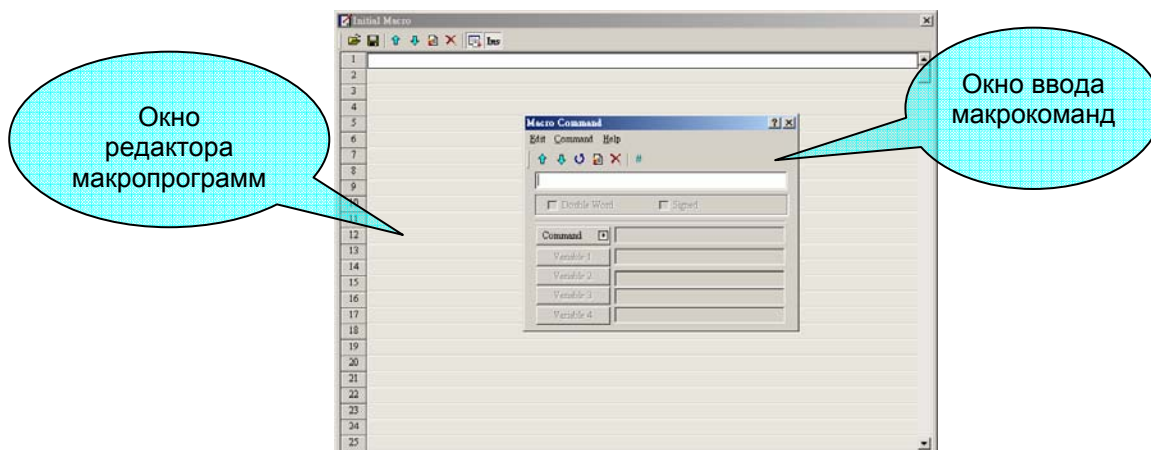 Initial Macro
Ins
1
2
3
4
5
6
7
8
9
10
11
12
13
14
15
16
17
18
19
20
21
22
23
24
25
Окно
редактора
макропрограмм
Macro Command
Edit Command Help
#
Double Word Signed
Command
Variable 1
Variable 2
Variable 3
Variable 4
Окно ввода
макрокоманд